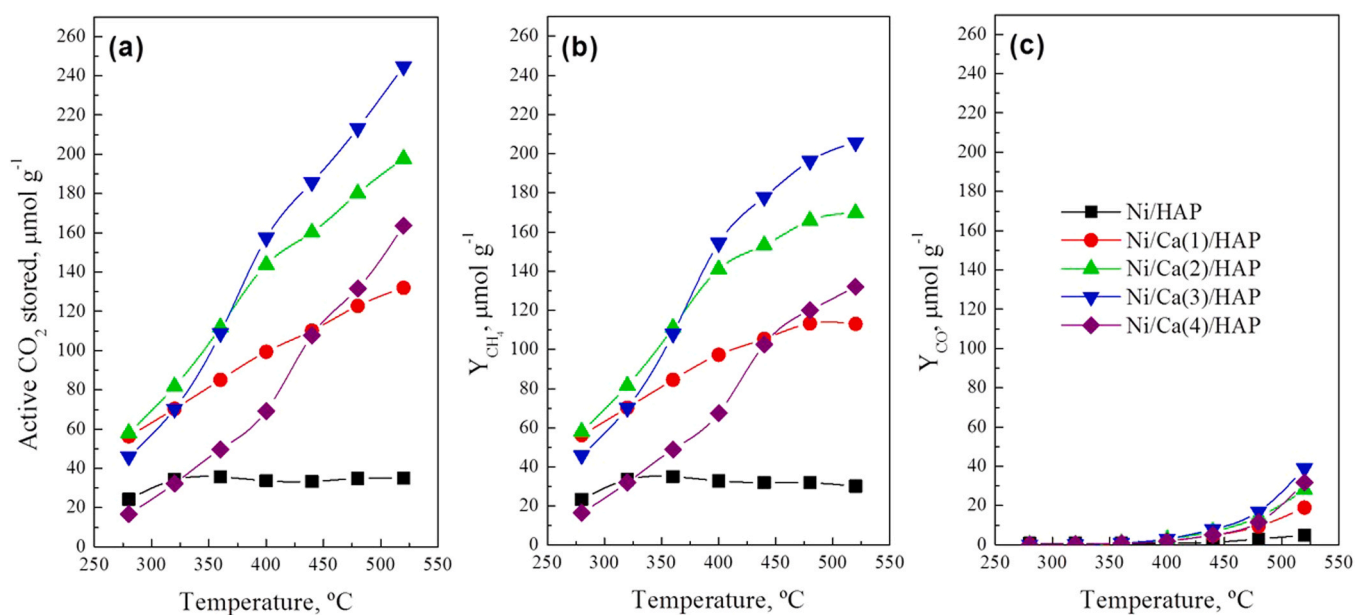 (a)
Active CO2 stored, μmol g-1
260
240
220
200
180
160
140
120
100
80
60
40
20
0
250 300 350 400 450 500 550
Temperature, ºC
(b)
YCH4, μmol g-1
260
240
220
200
180
160
140
120
100
80
60
40
20
0
250 300 350 400 450 500 550
Temperature, ºC
(c)
YCO, μmol g-1
260
240
220
200
180
160
140
120
100
80
60
40
20
0
Ni/HAP
Ni/Ca(1)/HAP
Ni/Ca(2)/HAP
Ni/Ca(3)/HAP
Ni/Ca(4)/HAP
250 300 350 400 450 500 550
Temperature, ºC